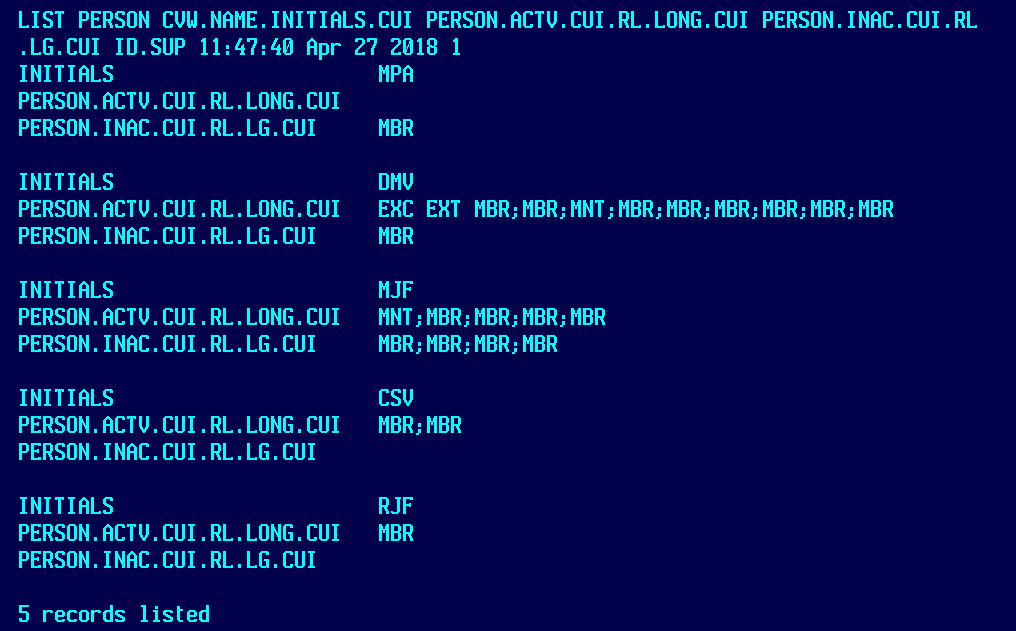 LIST PERSON CVW.NAME.INITIALS.CUI PERSON.ACTV.CUI.RL.LONG.CUI PERSON.INAC.CUI.RL
.LG.CUI ID.SUP 11:47:40 Apr 27 2018 1
INITIALS MPA
PERSON.ACTV.CUI.RL.LONG.CUI
PERSON.INAC.CUI.RL.LG.CUI MBR
INITIALS DMV
PERSON.ACTV.CUI.RL.LONG.CUI EXC EXT MBR;MBR;MNT;MBR;MBR;MBR;MBR;MBR;MBR
PERSON.INAC.CUI.RL.LG.CUI MBR
INITIALS MJF
PERSON.ACTV.CUI.RL.LONG.CUI MNT;MBR;MBR;MBR;MBR
PERSON.INAC.CUI.RL.LG.CUI MBR;MBR;MBR;MBR
INITIALS CSV
PERSON.ACTV.CUI.RL.LONG.CUI MBR;MBR
PERSON.INAC.CUI.RL.LG.CUI
INITIALS RJF
PERSON.ACTV.CUI.RL.LONG.CUI MBR
PERSON.INAC.CUI.RL.LG.CUI
5 records listed